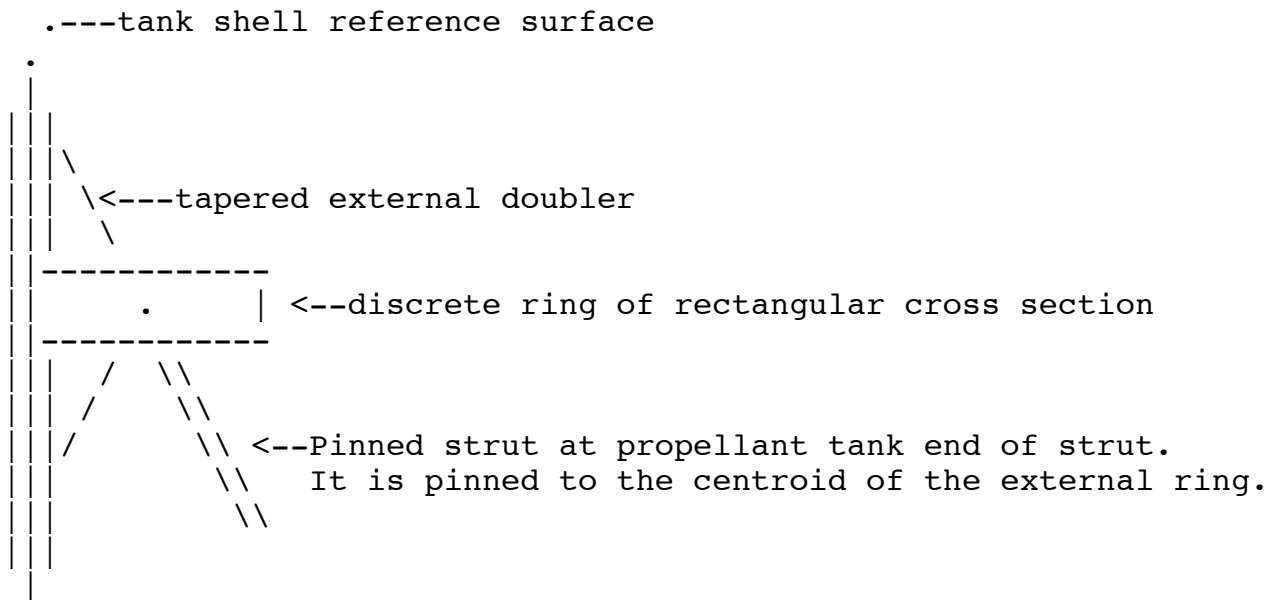 .---tank shell reference surface
<---tapered external doubler
<--discrete ring of rectangular cross section
<--Pinned strut at propellant tank end of strut.
It is pinned to the centroid of the external ring.